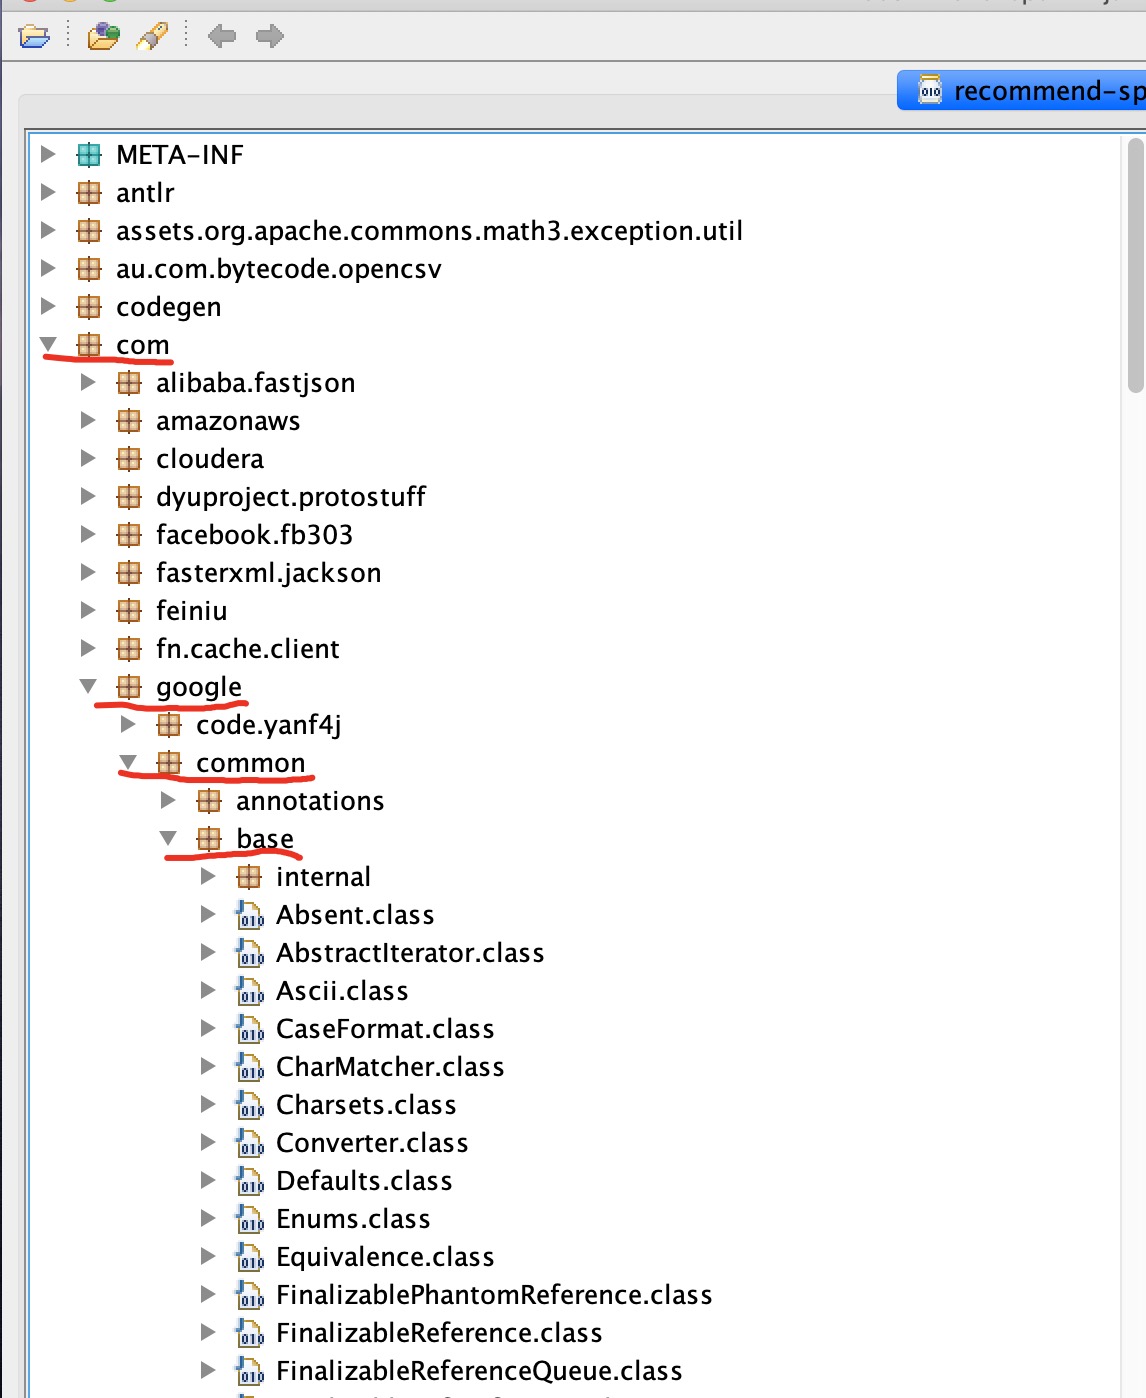 recommend-sp
META-INF
antlr
assets.org.apache.commons.math3.exception.util
au.com.bytecode.opencsv
codegen
com
alibaba.fastjson
amazonaws
cloudera
dyuproject.protostuff
facebook.fb303
fasterxml.jackson
feiniu
fn.cache.client
google
code.yanf4j
common
annotations
base
internal
Absent.class
AbstractIterator.class
Ascii.class
CaseFormat.class
CharMatcher.class
Charsets.class
Converter.class
Defaults.class
Enums.class
Equivalence.class
FinalizablePhantomReference.class
FinalizableReference.class
FinalizableReferenceQueue.class